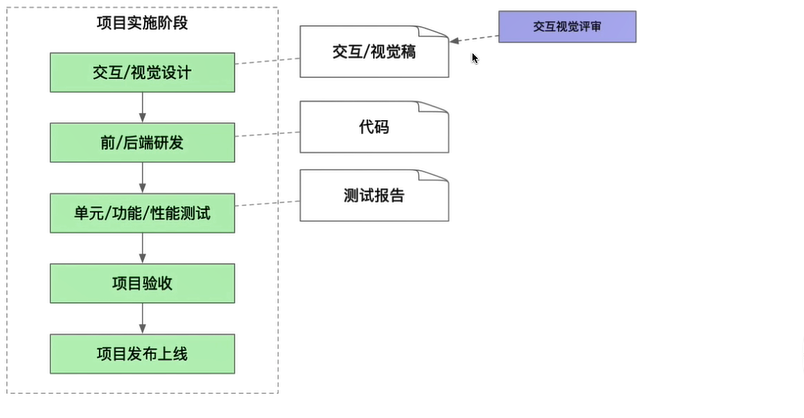 项目实施阶段
交互/视觉设计
前/后端研发
单元/功能/性能测试
项目验收
项目发布上线
交互/视觉稿
代码
测试报告
交互视觉评审